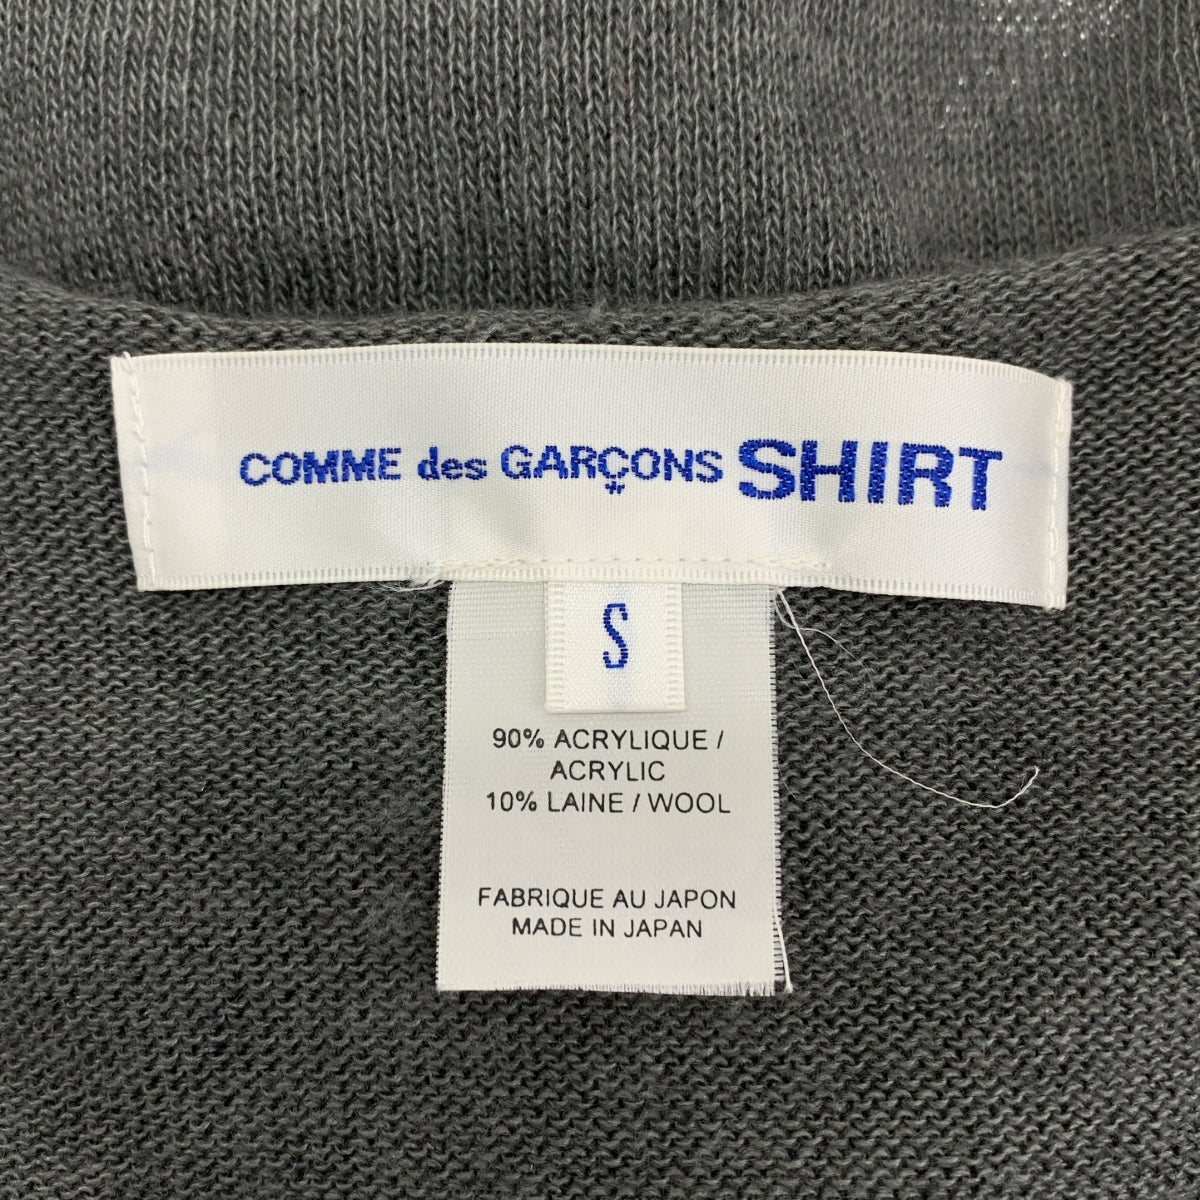 COMME des GARÇONS SHIRT
S
90% ACRYLIQUE /
ACRYLIC
10% LAINE / WOOL
FABRIQUE AU JAPON
MADE IN JAPAN